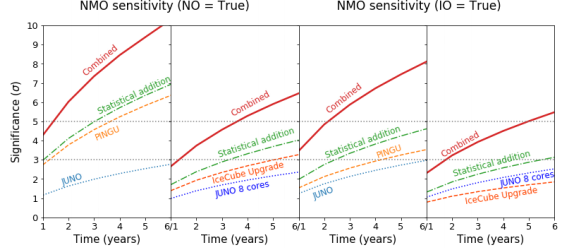 NMO sensitivity (NO = True)
NMO sensitivity (IO = True)
Significance (σ)
10
9
8
7
6
5
4
3
2
1
0
Combined
Statistical addition
PINGU
JUNO
Combined
Statistical addition
IceCube Upgrade
JUNO 8 cores
Combined
Statistical addition
PINGU
JUNO
Combined
Statistical addition
JUNO 8 cores
IceCube Upgrade
1 2 3 4 5 6/1 2 3 4 5 6/1 2 3 4 5 6/1 2 3 4 5 6
Time (years) Time (years) Time (years) Time (years)